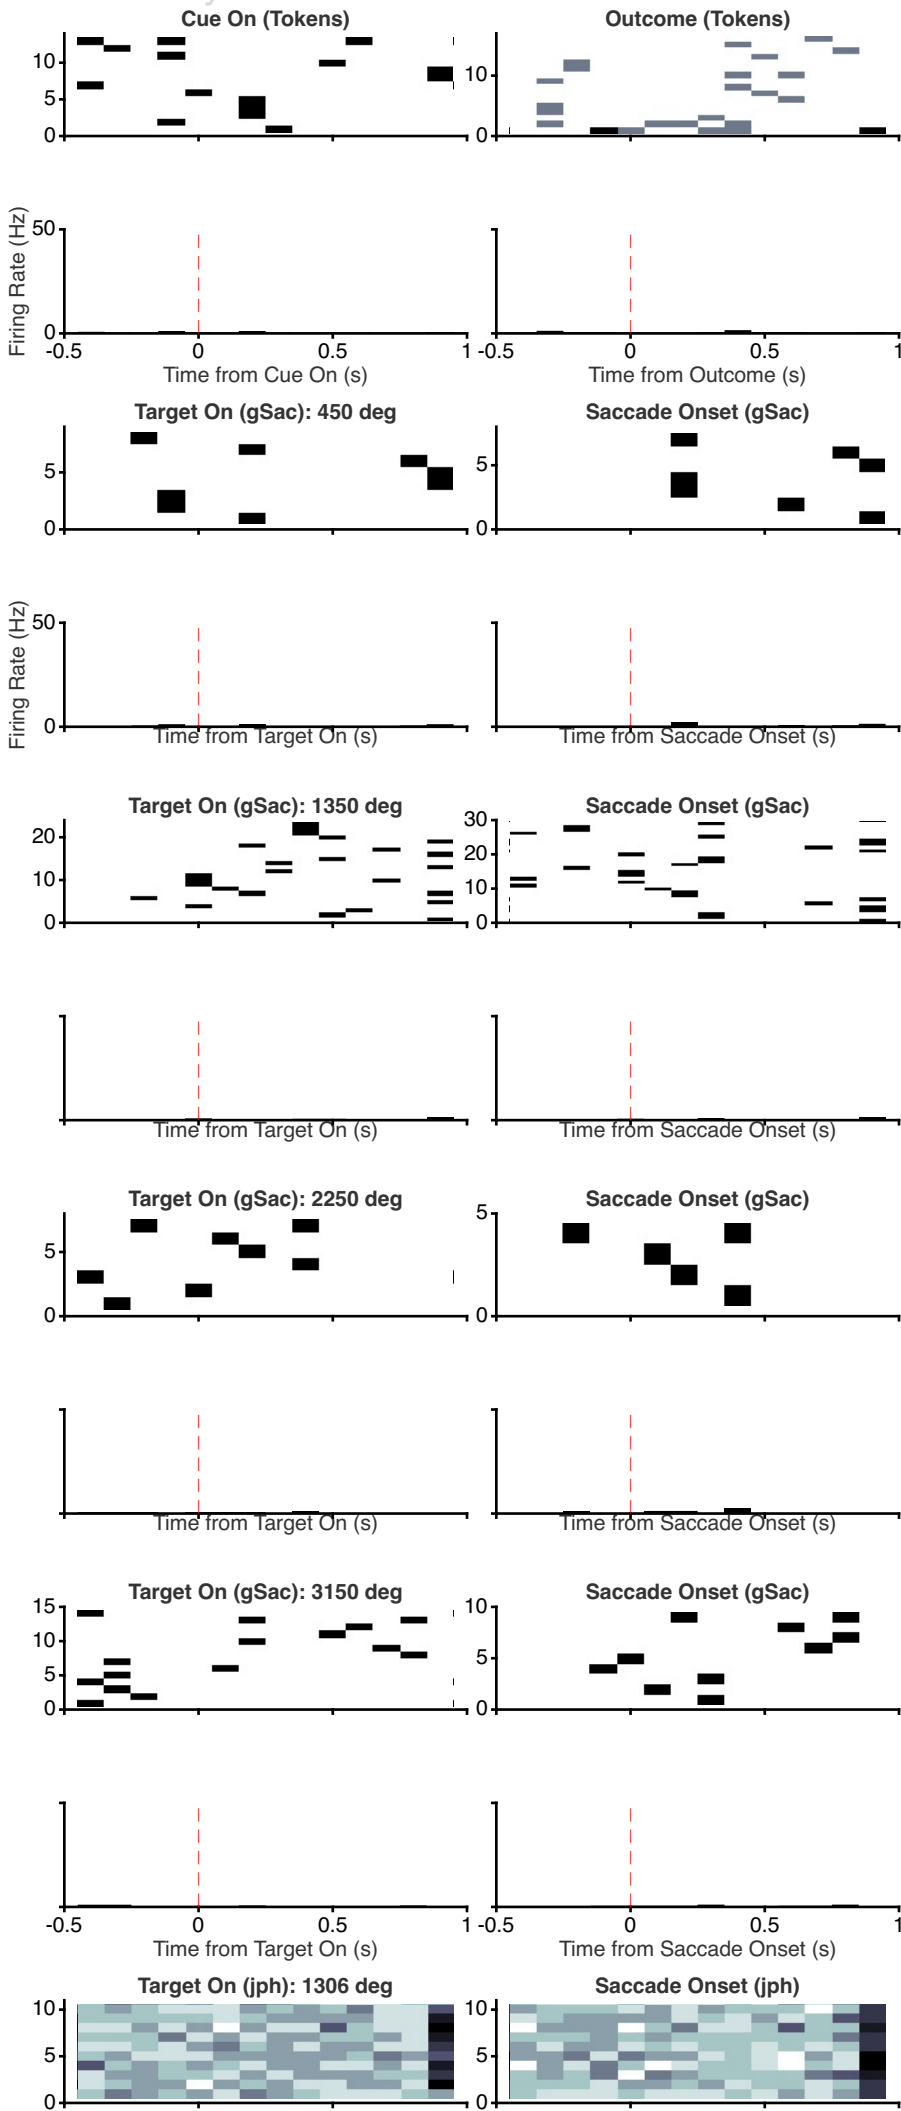 Cue On (Tokens) Outcome (Tokens)
10
5
0
10
0
Firing Rate (Hz)
50
0
-0.5 0 0.5 1 -0.5 0 0.5 1
Time from Cue On (s) Time from Outcome (s)
Target On (gSac): 450 deg Saccade Onset (gSac)
5
0
5
0
Firing Rate (Hz)
50
0
Time from Target On (s) Time from Saccade Onset (s)
Target On (gSac): 1350 deg Saccade Onset (gSac)
20
10
0
30
20
10
0
Time from Target On (s) Time from Saccade Onset (s)
Target On (gSac): 2250 deg Saccade Onset (gSac)
5
0
5
0
Time from Target On (s) Time from Saccade Onset (s)
Target On (gSac): 3150 deg Saccade Onset (gSac)
15
10
5
0
10
5
0
-0.5 0 0.5 1 -0.5 0 0.5 1
Time from Target On (s) Time from Saccade Onset (s)
Target On (jph): 1306 deg Saccade Onset (jph)
10
5
0
10
5
0